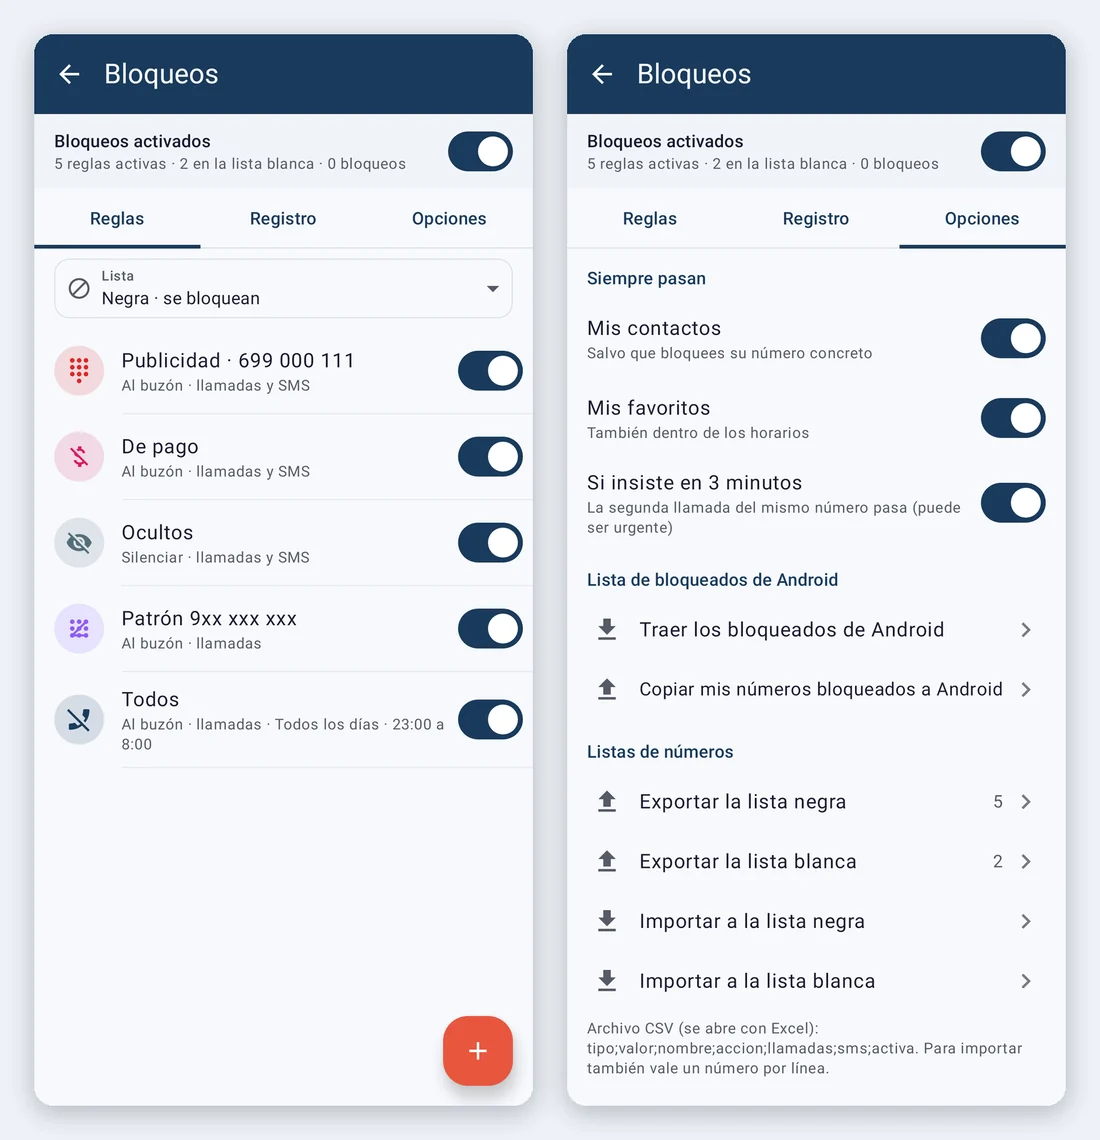 Bloqueos
Bloqueos activados
5 reglas activas · 2 en la lista blanca · 0 bloqueos
Reglas
Registro
Opciones
Lista
Negra · se bloquean
Publicidad · 699 000 111
Al buzón · llamadas y SMS
De pago
Al buzón · llamadas y SMS
Ocultos
Silenciar · llamadas y SMS
Patrón 9xx xxx xxx
Al buzón · llamadas
Todos
Al buzón · llamadas · Todos los días · 23:00 a
8:00
Bloqueos
Bloqueos activados
5 reglas activas · 2 en la lista blanca · 0 bloqueos
Reglas
Registro
Opciones
Siempre pasan
Mis contactos
Salvo que bloquees su número concreto
Mis favoritos
También dentro de los horarios
Si insiste en 3 minutos
La segunda llamada del mismo número pasa (puede
ser urgente)
Lista de bloqueados de Android
Traer los bloqueados de Android
Copiar mis números bloqueados a Android
Listas de números
Exportar la lista negra 5
Exportar la lista blanca 2
Importar a la lista negra
Importar a la lista blanca
Archivo CSV (se abre con Excel):
tipo;valor;nombre;accion;llamadas;sms;activa. Para importar
también vale un número por línea.